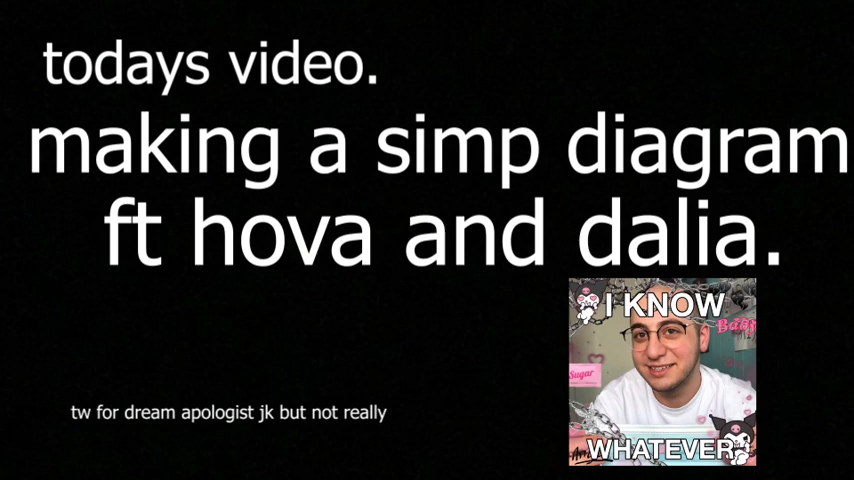 todays video.
making a simp diagram
ft hova and dalia.
I KNOW
Baby
Sugar
WHATEVER
tw for dream apologist jk but not really